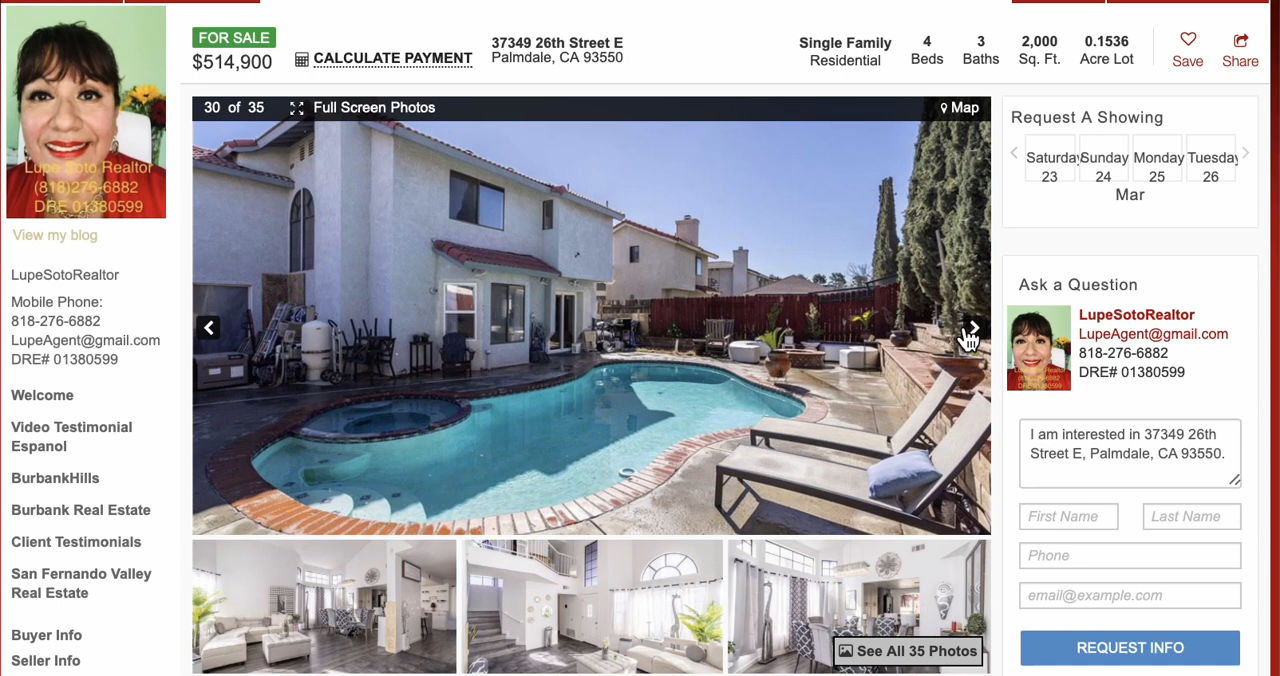 Lupe Soto Realtor
(818)276-6882
DRE 01380599
View my blog
LupeSotoRealtor
Mobile Phone:
818-276-6882
LupeAgent@gmail.com
DRE# 01380599
Welcome
Video Testimonial
Espanol
BurbankHills
Burbank Real Estate
Client Testimonials
San Fernando Valley
Real Estate
Buyer Info
Seller Info
FOR SALE
$514,900
CALCULATE PAYMENT
37349 26th Street E
Palmdale, CA 93550
Single Family
Residential
4
Beds
3
Baths
2,000
Sq. Ft.
0.1536
Acre Lot
Save
Share
30 of 35
Full Screen Photos
Map
See All 35 Photos
Request A Showing
Saturday
23
Sunday
24
Monday
25
Tuesday
26
Mar
Ask a Question
LupeSotoRealtor
LupeAgent@gmail.com
818-276-6882
DRE# 01380599
I am interested in 37349 26th
Street E, Palmdale, CA 93550.
First Name
Last Name
Phone
email@example.com
REQUEST INFO